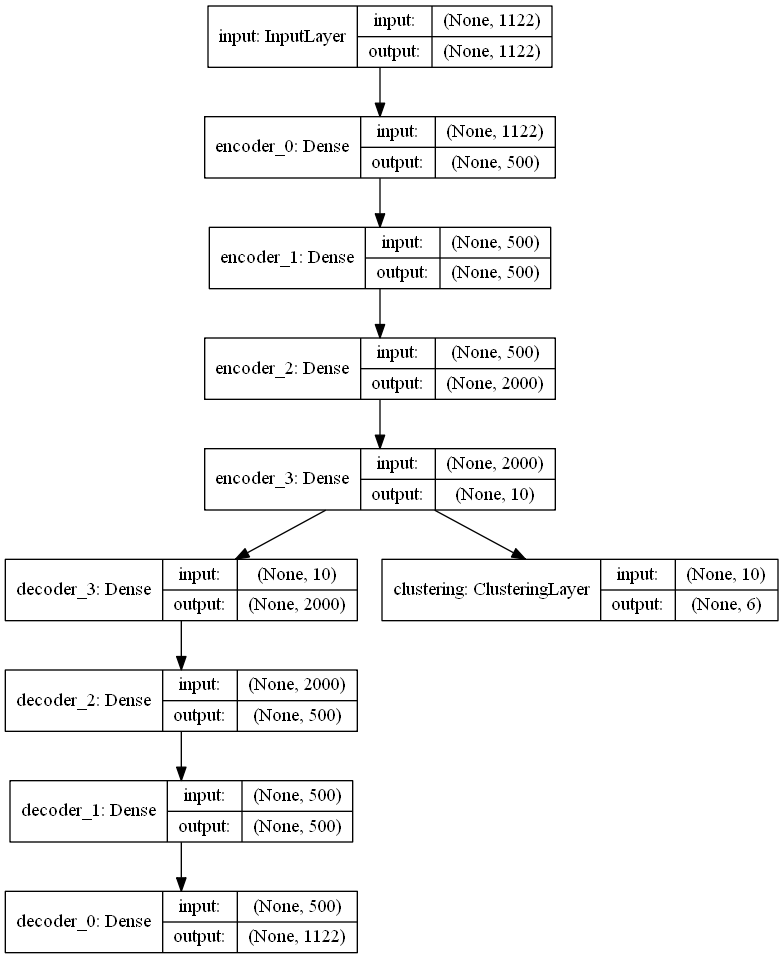 input: InputLayer
input: (None, 1122)
output: (None, 1122)
encoder_0: Dense
input: (None, 1122)
output: (None, 500)
encoder_1: Dense
input: (None, 500)
output: (None, 500)
encoder_2: Dense
input: (None, 500)
output: (None, 2000)
encoder_3: Dense
input: (None, 2000)
output: (None, 10)
decoder_3: Dense
input: (None, 10)
output: (None, 2000)
clustering: ClusteringLayer
input: (None, 10)
output: (None, 6)
decoder_2: Dense
input: (None, 2000)
output: (None, 500)
decoder_1: Dense
input: (None, 500)
output: (None, 500)
decoder_0: Dense
input: (None, 500)
output: (None, 1122)